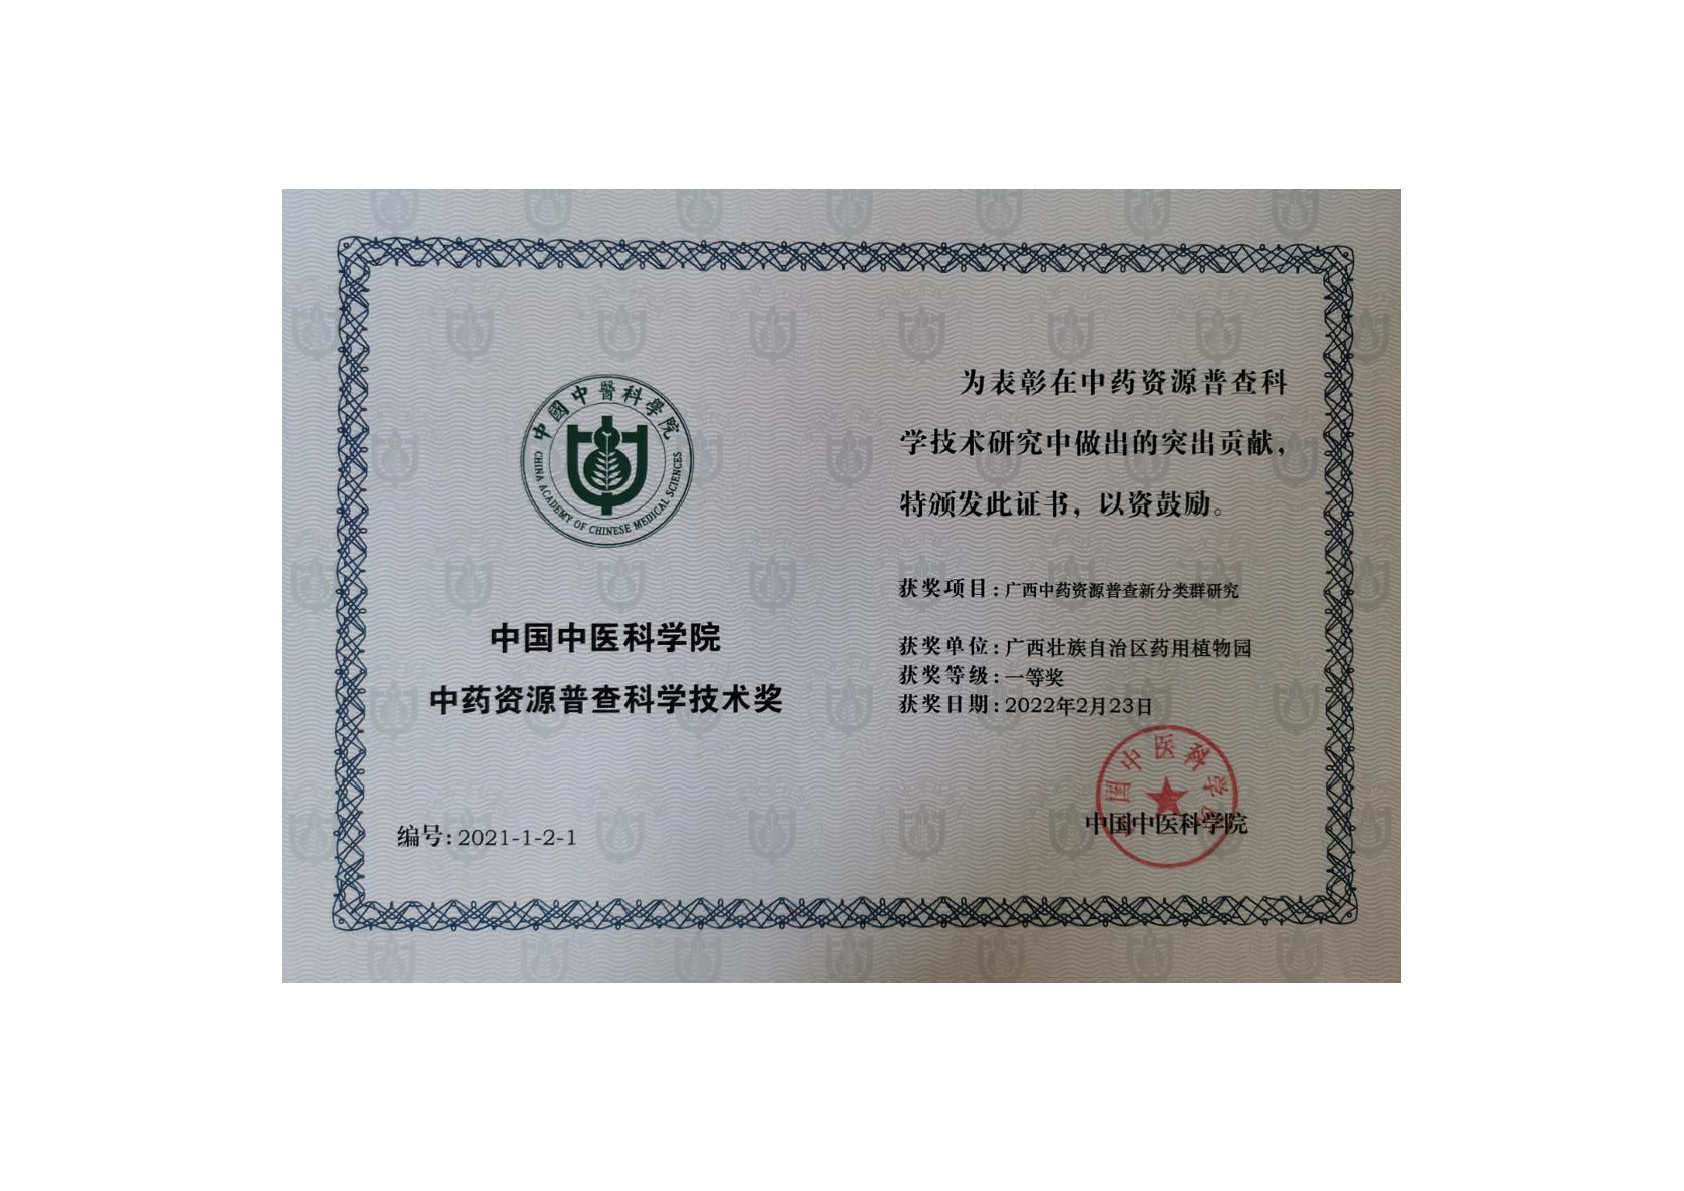 中國中醫科學院
CHINA ACADEMY OF CHINESE MEDICAL SCIENCES
中国中医科学院
中药资源普查科学技术奖
编号:2021-1-2-1
为表彰在中药资源普查科
学技术研究中做出的突出贡献,
特颁发此证书,以资鼓励。
获奖项目:广西中药资源普查新分类群研究
获奖单位:广西壮族自治区药用植物园
获奖等级:一等奖
获奖日期:2022年2月23日
中国中医科学院
中国中医科学院